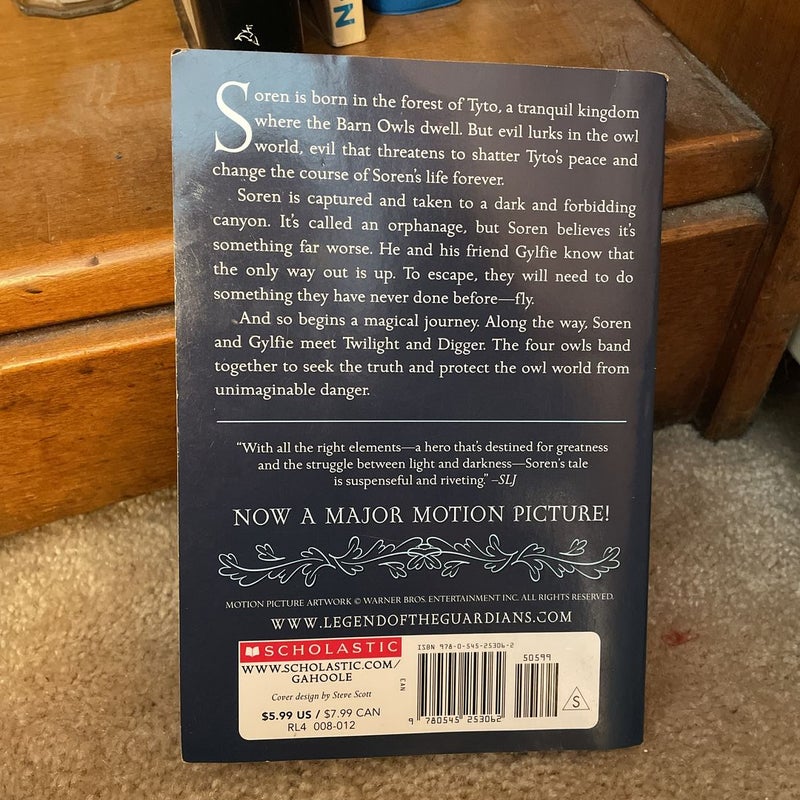 N
Soren is born in the forest of Tyto, a tranquil kingdom
where the Barn Owls dwell. But evil lurks in the owl
world, evil that threatens to shatter Tyto's peace and
change the course of Soren's life forever.
Soren is captured and taken to a dark and forbidding
canyon. It's called an orphanage, but Soren believes it's
something far worse. He and his friend Gylfie know that
the only way out is up. To escape, they will need to do
something they have never done before—fly.
And so begins a magical journey. Along the way, Soren
and Gylfie meet Twilight and Digger. The four owls band
together to seek the truth and protect the owl world from
unimaginable danger.
"With all the right elements—a hero that's destined for greatness
and the struggle between light and darkness—Soren's tale
is suspenseful and riveting." –SLJ
NOW A MAJOR MOTION PICTURE!
MOTION PICTURE ARTWORK © WARNER BROS. ENTERTAINMENT INC. ALL RIGHTS RESERVED.
WWW.LEGENDOFTHEGUARDIANS.COM
SCHOLASTIC
WWW.SCHOLASTIC.COM/
GAHOOLE
Cover design by Steve Scott
$5.99 US / $7.99 CAN
RL4 008-012
EAN
ISBN 978-0-545-25306-2
50599
9 780545 253062
S